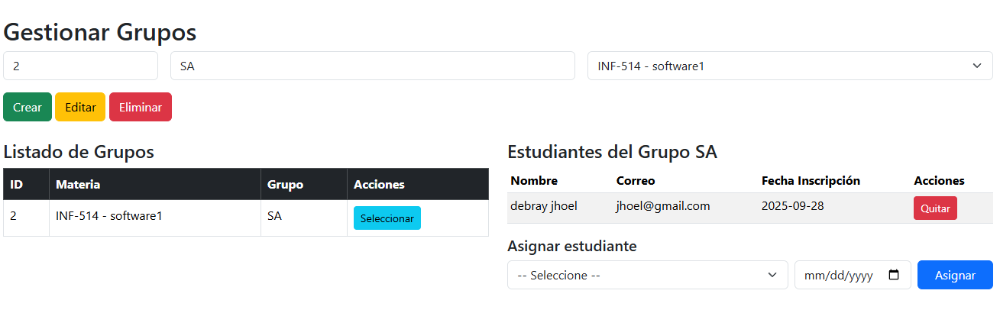 Gestionar Grupos
2 SA INF-514 - software1
Crear Editar Eliminar
Listado de Grupos
ID Materia Grupo Acciones
2 INF-514 - software1 SA Seleccionar
Estudiantes del Grupo SA
Nombre Correo Fecha Inscripción Acciones
debray jhoel jhoel@gmail.com 2025-09-28 Quitar
Asignar estudiante
-- Seleccione -- mm/dd/yyyy Asignar